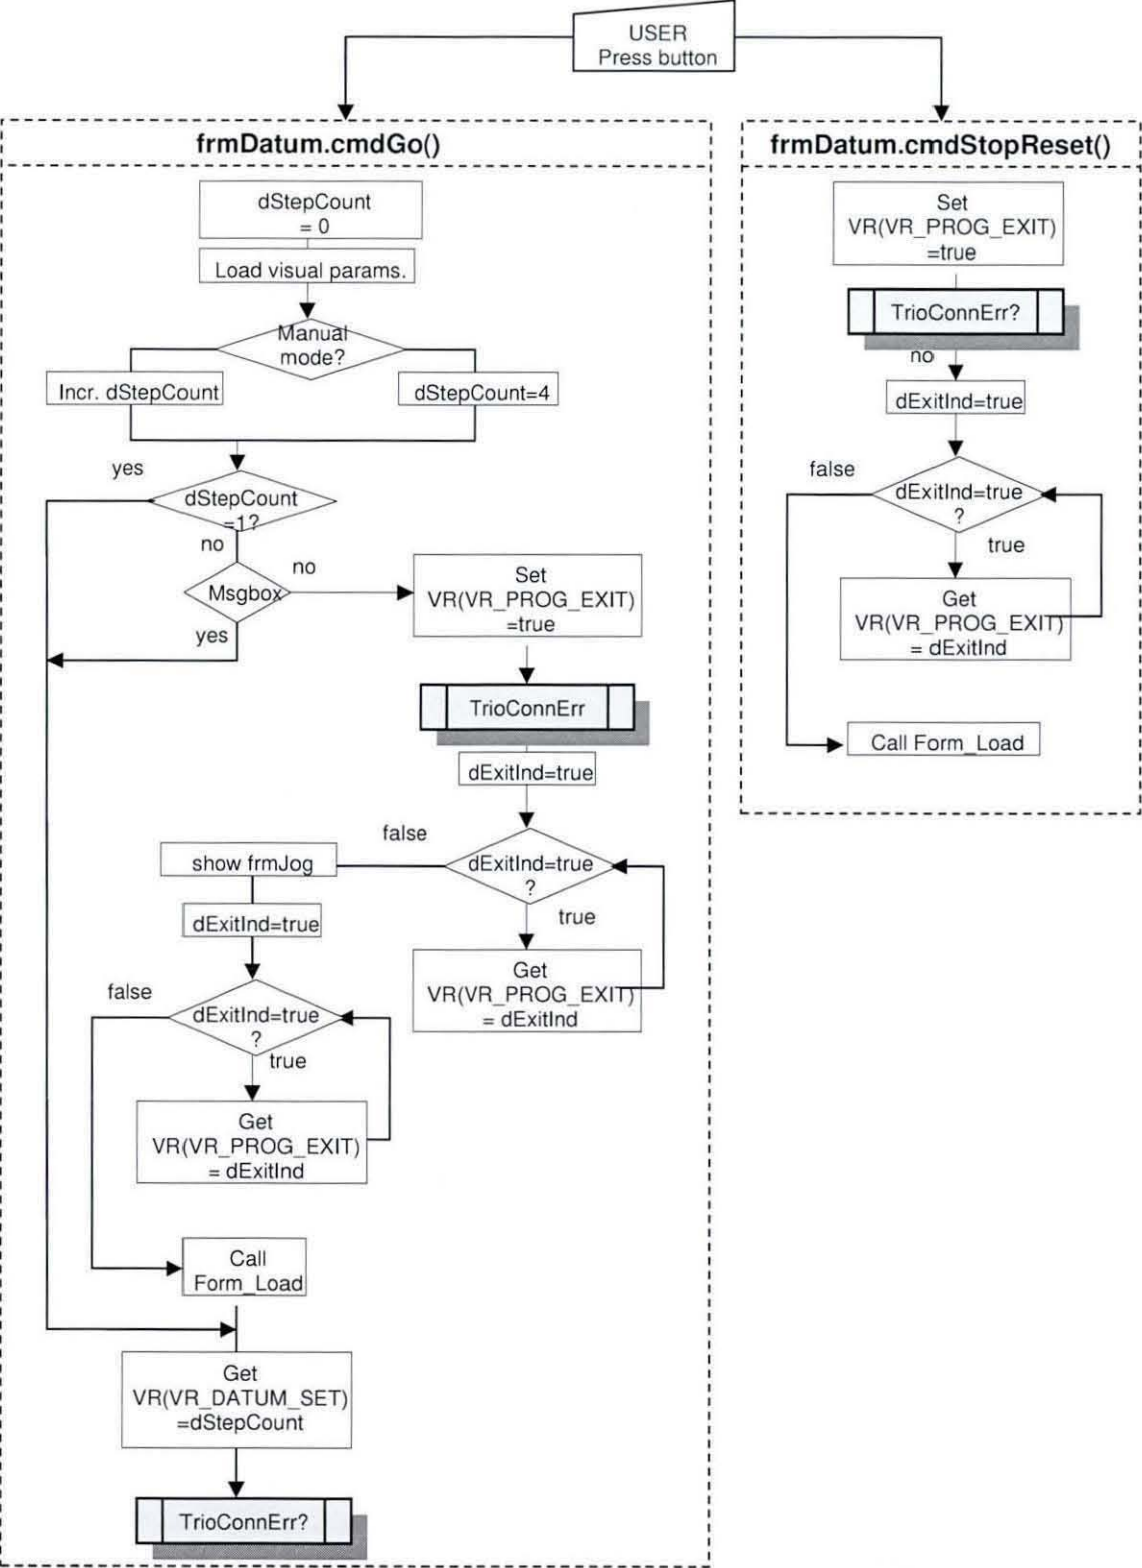 USER
Press button
frmDatum.cmdGo()
dStepCount
= 0
Load visual params.
Manual
mode?
Incr. dStepCount
dStepCount=4
yes
dStepCount
=1?
no
Msgbox
no
yes
Set
VR(VR_PROG_EXIT)
=true
TrioConnErr
dExitInd=true
false
dExitInd=true
?
true
Get
VR(VR_PROG_EXIT)
= dExitInd
show frmJog
dExitInd=true
false
dExitInd=true
?
true
Get
VR(VR_PROG_EXIT)
= dExitInd
Call
Form_Load
Get
VR(VR_DATUM_SET)
=dStepCount
TrioConnErr?
frmDatum.cmdStopReset()
Set
VR(VR_PROG_EXIT)
=true
TrioConnErr?
no
dExitInd=true
false
dExitInd=true
?
true
Get
VR(VR_PROG_EXIT)
= dExitInd
Call Form_Load